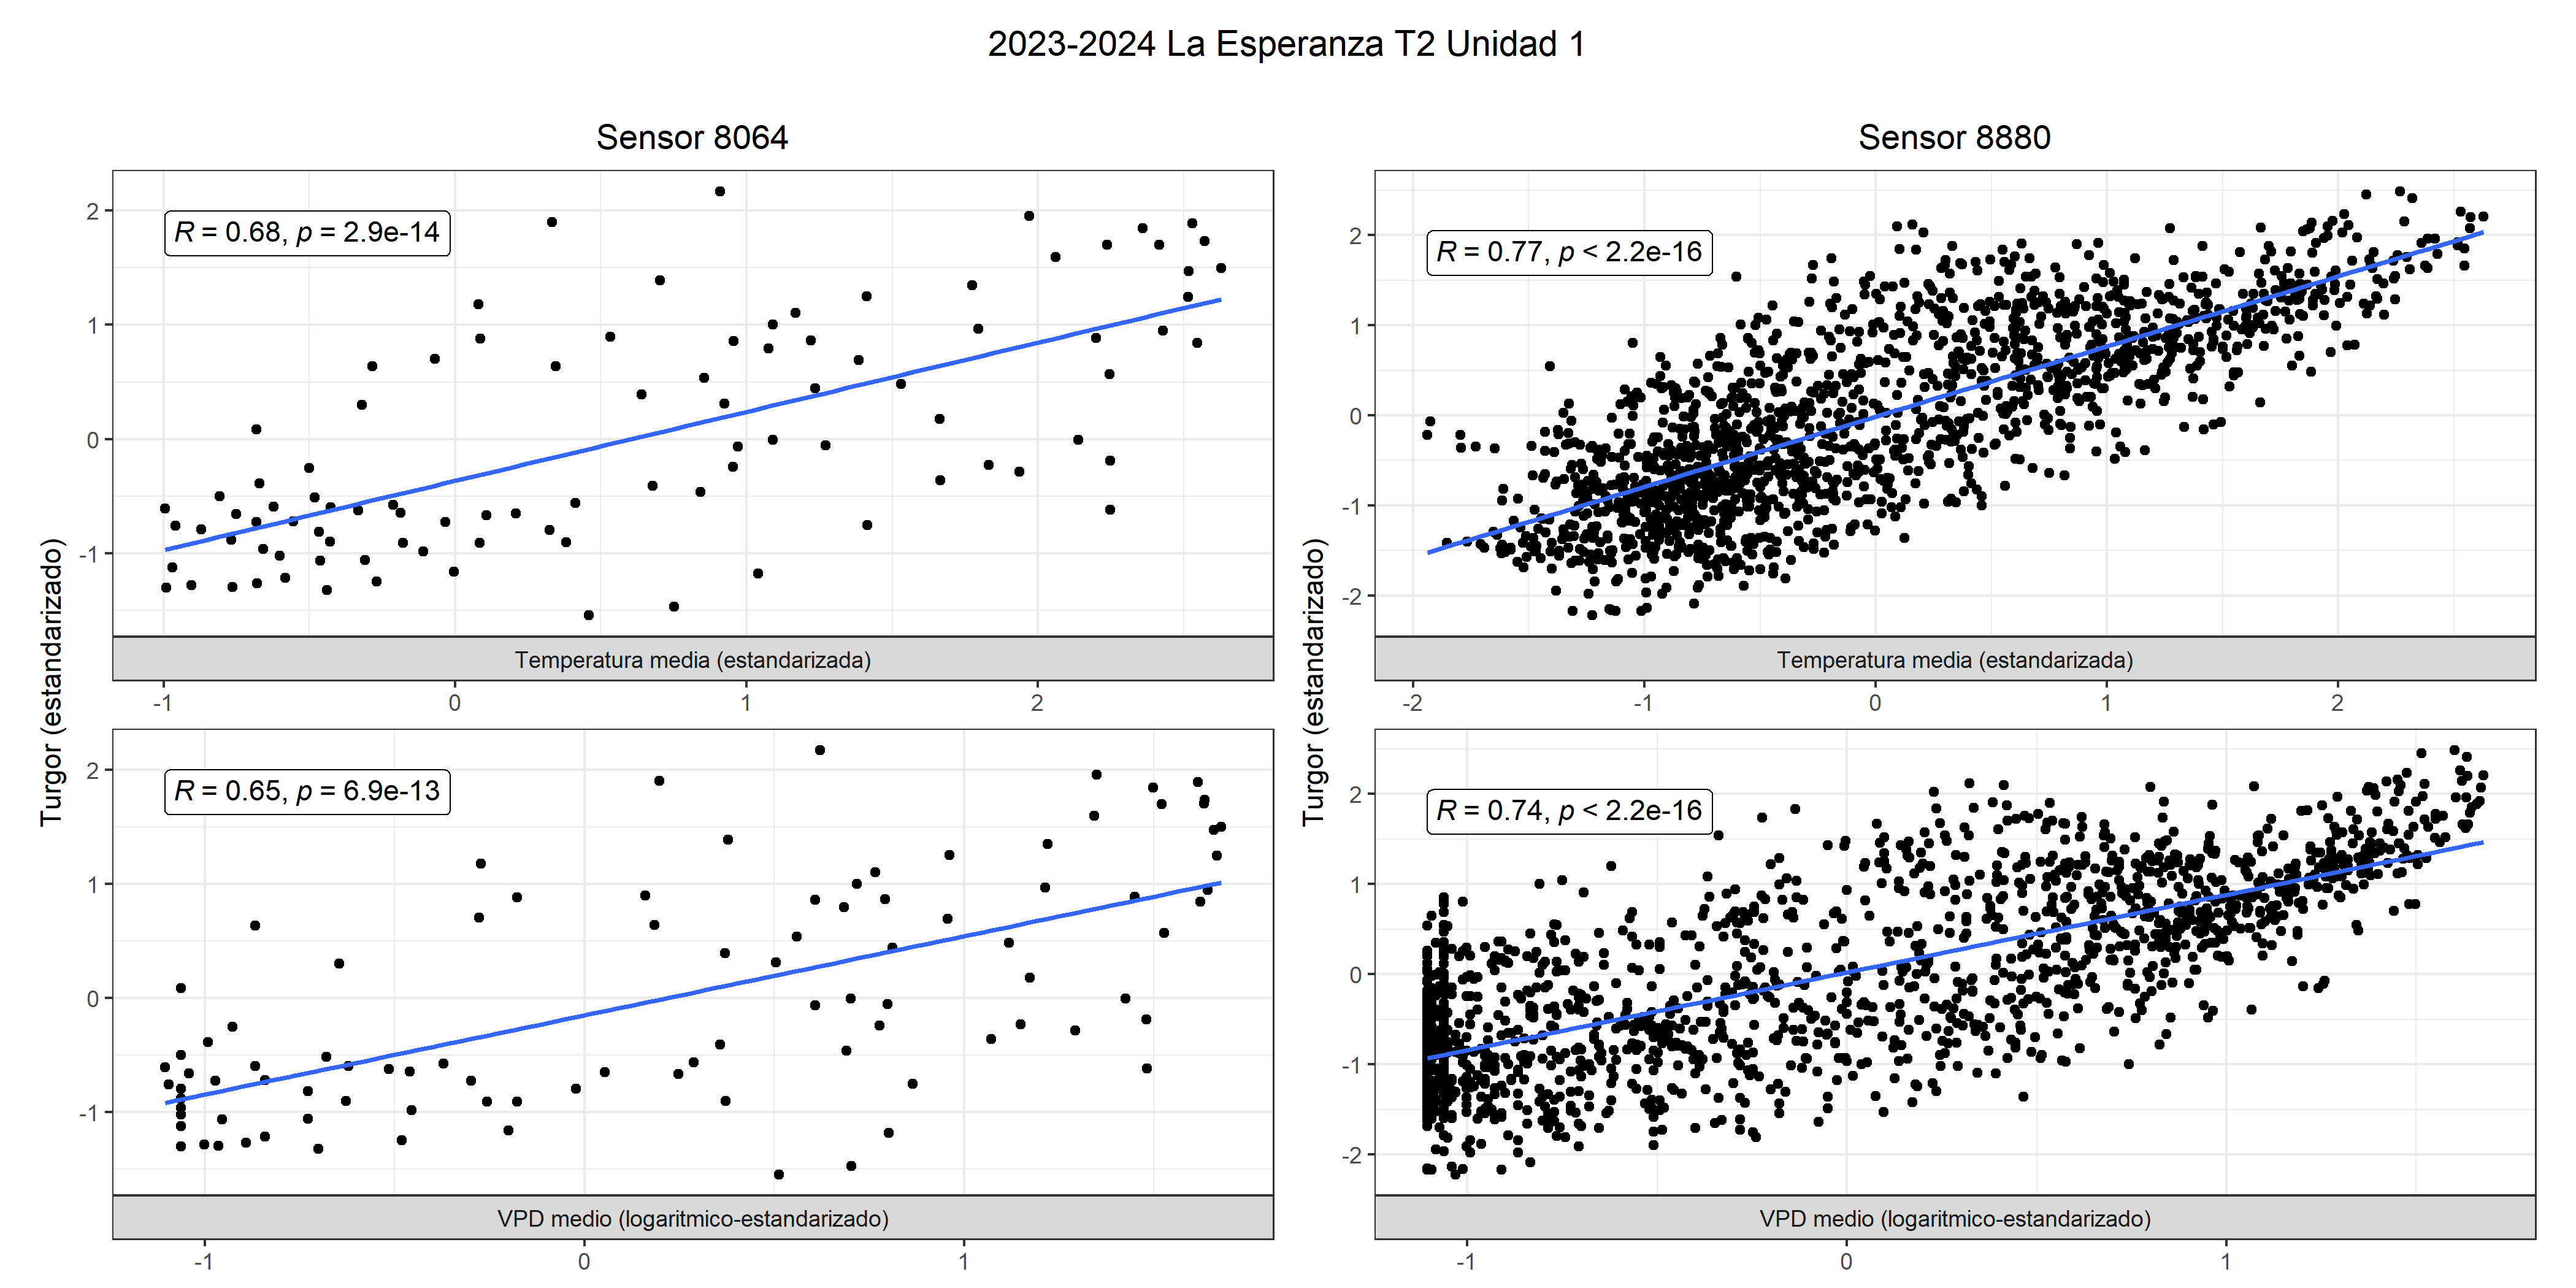 2023-2024 La Esperanza T2 Unidad 1
Sensor 8064
Turgor (estandarizado)
2
1
0
-1
R = 0.68, p = 2.9e-14
Temperatura media (estandarizada)
-1 0 1 2
2
1
0
-1
R = 0.65, p = 6.9e-13
VPD medio (logaritmico-estandarizado)
-1 0 1
Sensor 8880
Turgor (estandarizado)
2
1
0
-1
-2
R = 0.77, p < 2.2e-16
Temperatura media (estandarizada)
-2 -1 0 1 2
2
1
0
-1
-2
R = 0.74, p < 2.2e-16
VPD medio (logaritmico-estandarizado)
-1 0 1